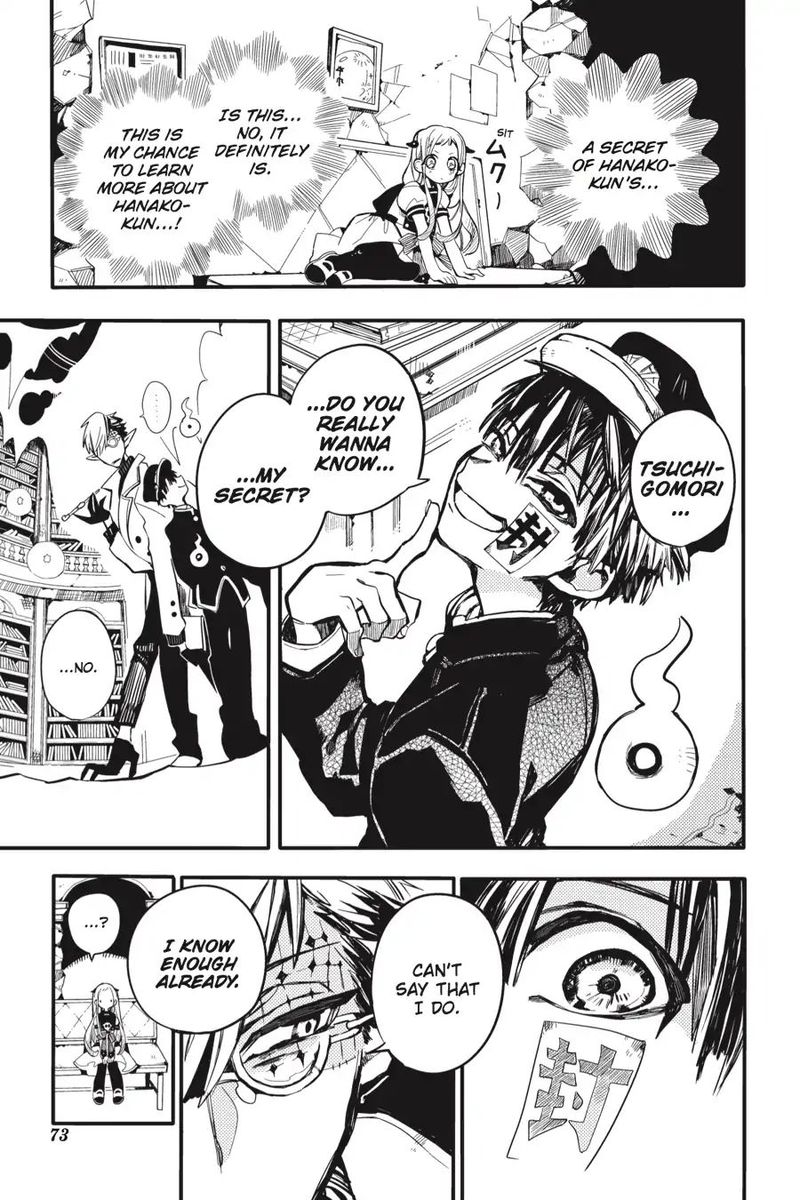 A SECRET
OF HANAKO-
KUN'S...
SIT
ムク
IS THIS...
NO, IT
DEFINITELY
IS.
THIS IS
MY CHANCE
TO LEARN
MORE ABOUT
HANAKO-
KUN...!
TSUCHI-
GOMORI
...
...DO YOU
REALLY
WANNA
KNOW...
...MY
SECRET?
封
......
...
...NO.
CAN'T
SAY THAT
I DO.
封
I KNOW
ENOUGH
ALREADY.
...?
73